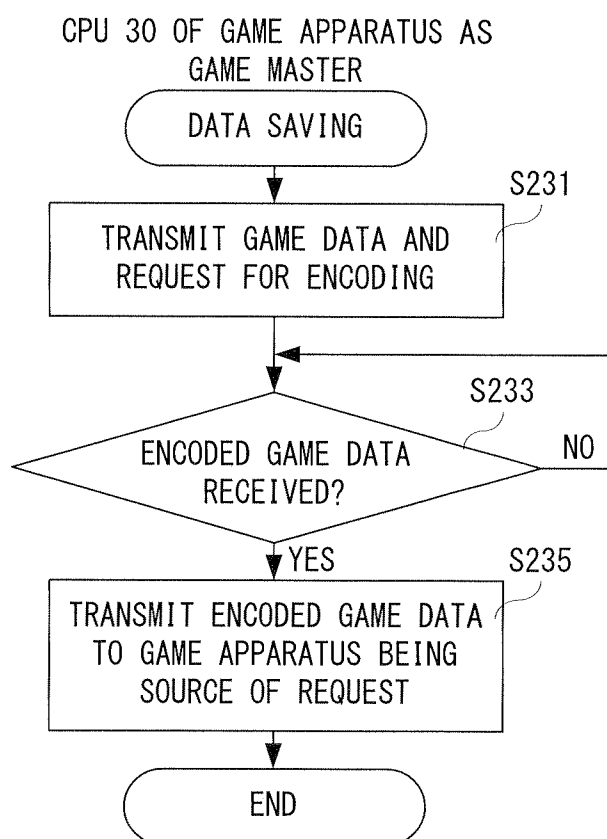 CPU 30 OF GAME APPARATUS AS
GAME MASTER
DATA SAVING
S231
TRANSMIT GAME DATA AND
REQUEST FOR ENCODING
S233
ENCODED GAME DATA
RECEIVED?
NO
YES
S235
TRANSMIT ENCODED GAME DATA
TO GAME APPARATUS BEING
SOURCE OF REQUEST
END